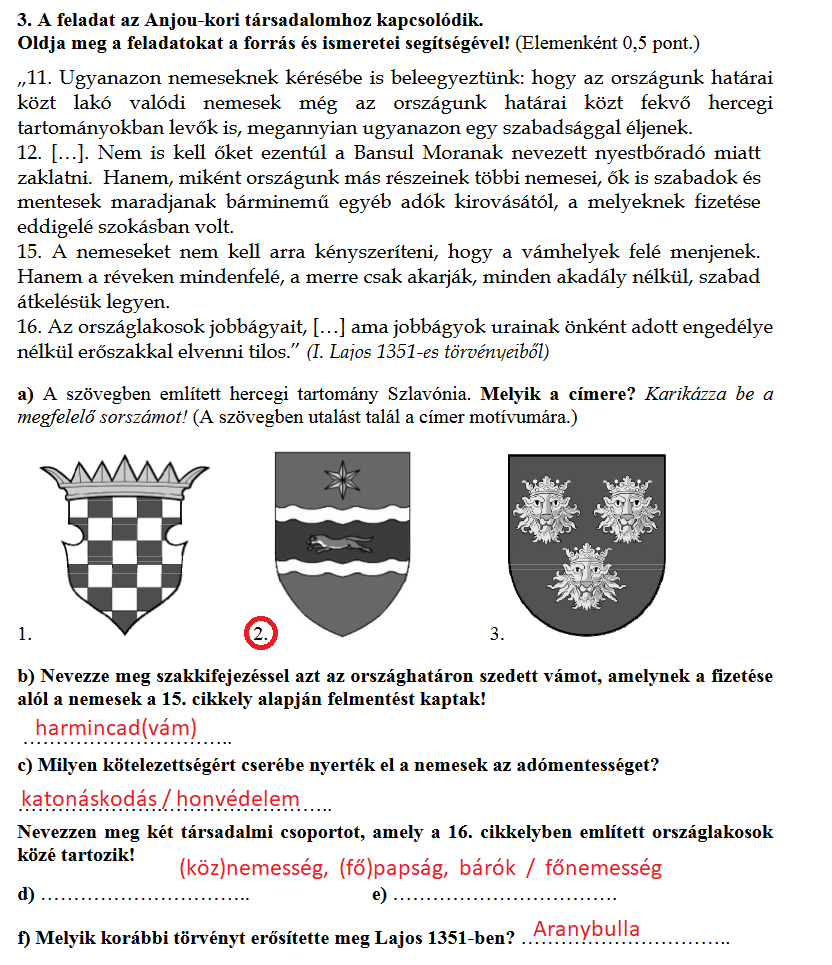 3. A feladat az Anjou-kori társadalomhoz kapcsolódik.
Oldja meg a feladatokat a forrás és ismeretei segítségével! (Elemenként 0,5 pont.)
„11. Ugyanazon nemeseknek kérésébe is beleegyeztünk: hogy az országunk határai
közt lakó valódi nemesek még az országunk határai közt fekvő hercegi
tartományokban levők is, megannyian ugyanazon egy szabadsággal éljenek.
12. […]. Nem is kell őket ezentúl a Bansul Moranak nevezett nyestbőradó miatt
zaklatni. Hanem, miként országunk más részeinek többi nemesei, ők is szabadok és
mentesek maradjanak bárminemű egyéb adók kirovásától, a melyeknek fizetése
eddigelé szokásban volt.
15. A nemeseket nem kell arra kényszeríteni, hogy a vámhelyek felé menjenek.
Hanem a réveken mindenfelé, a merre csak akarják, minden akadály nélkül, szabad
átkelésük legyen.
16. Az országlakosok jobbágyait, […] ama jobbágyok urainak önként adott engedélye
nélkül erőszakkal elvenni tilos.” (I. Lajos 1351-es törvényeiből)
a) A szövegben említett hercegi tartomány Szlavónia. Melyik a címere? Karikázza be a
megfelelő sorszámot! (A szövegben utalást talál a címer motívumára.)
1. 2. 3.
b) Nevezze meg szakkifejezéssel azt az országhatáron szedett vámot, amelynek a fizetése
alól a nemesek a 15. cikkely alapján felmentést kaptak!
harmincad(vám)
…………………………..
c) Milyen kötelezettségért cserébe nyerték el a nemesek az adómentességet?
katonáskodás / honvédelem
………………………………………..
Nevezzen meg két társadalmi csoportot, amely a 16. cikkelyben említett országlakosok
közé tartozik!
(köz)nemesség, (fő)papság, bárók / főnemesség
d) ………………………….. e) …………………………….
f) Melyik korábbi törvényt erősítette meg Lajos 1351-ben? Aranybulla …………………………..